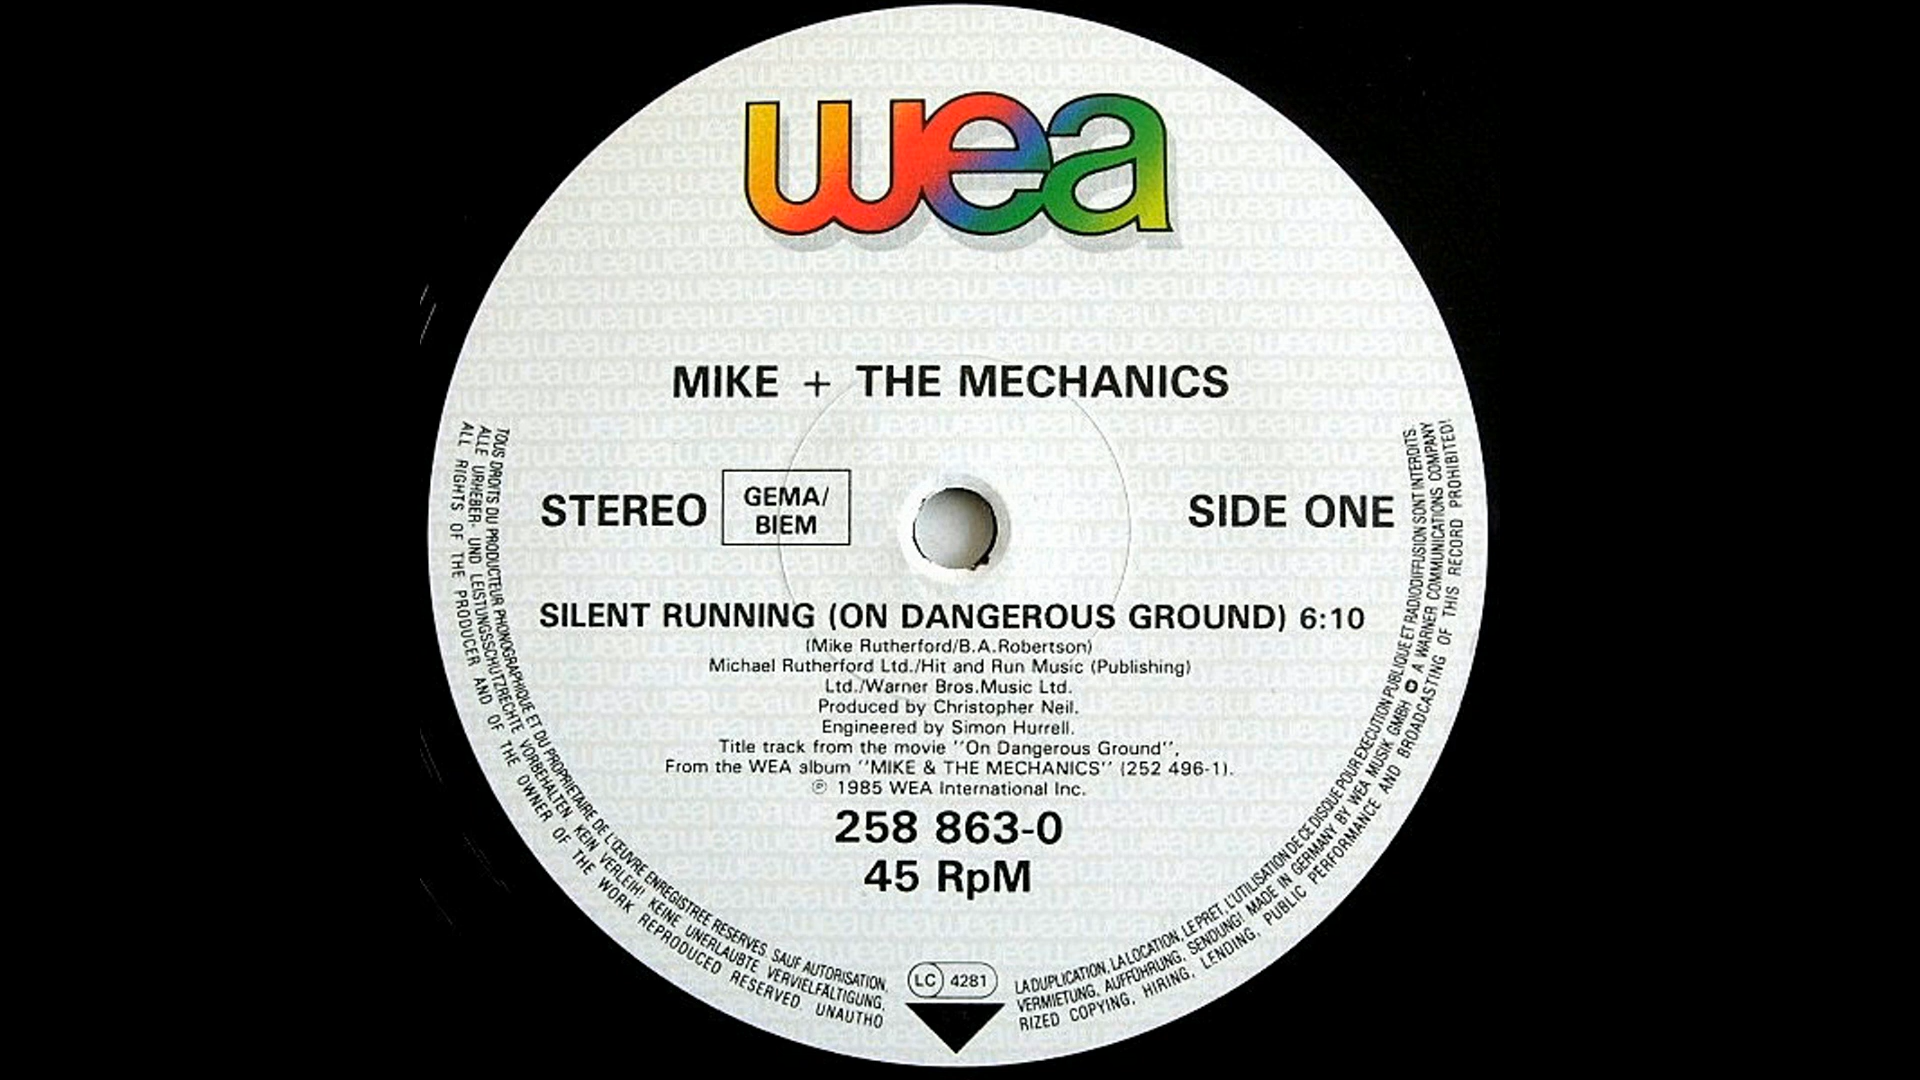 wea
MIKE + THE MECHANICS
STEREO
GEMA/
BIEM
SIDE ONE
SILENT RUNNING (ON DANGEROUS GROUND) 6:10
(Mike Rutherford/B.A.Robertson)
Michael Rutherford Ltd./Hit and Run Music (Publishing)
Ltd./Warner Bros.Music Ltd.
Produced by Christopher Neil.
Engineered by Simon Hurrell.
Title track from the movie "On Dangerous Ground".
From the WEA album "MIKE & THE MECHANICS" (252 496-1).
℗ 1985 WEA International Inc.
258 863-0
45 RpM
TOUS DROITS DU PRODUCTEUR PHONOGRAPHIQUE ET DU PROPRIETAIRE DE L'ŒUVRE ENREGISTREE RESERVES. SAUF AUTORISATION,
LA DUPLICATION, LA LOCATION, LE PRET, L'UTILISATION DE CE DISQUE POUR EXECUTION PUBLIQUE ET RADIODIFFUSION SONT INTERDITS.
ALLE URHEBER- UND LEISTUNGSSCHUTZRECHTE VORBEHALTEN. KEIN VERLEIH! KEINE UNERLAUBTE VERVIELFÄLTIGUNG,
VERMIETUNG, AUFFÜHRUNG, SENDUNG! MADE IN GERMANY BY WEA MUSIK GMBH A WARNER COMMUNICATIONS COMPANY
ALL RIGHTS OF THE PRODUCER AND OF THE OWNER OF THE WORK REPRODUCED RESERVED. UNAUTHO
RIZED COPYING, HIRING, LENDING, PUBLIC PERFORMANCE AND BROADCASTING OF THIS RECORD PROHIBITED!
LC 4281